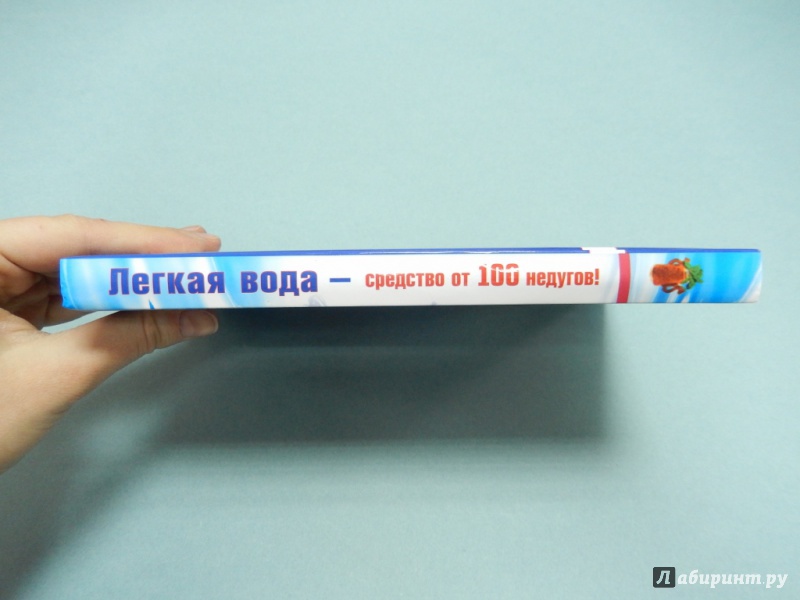 Легкая вода – средство от 100 недугов!
Лабиринт.ру